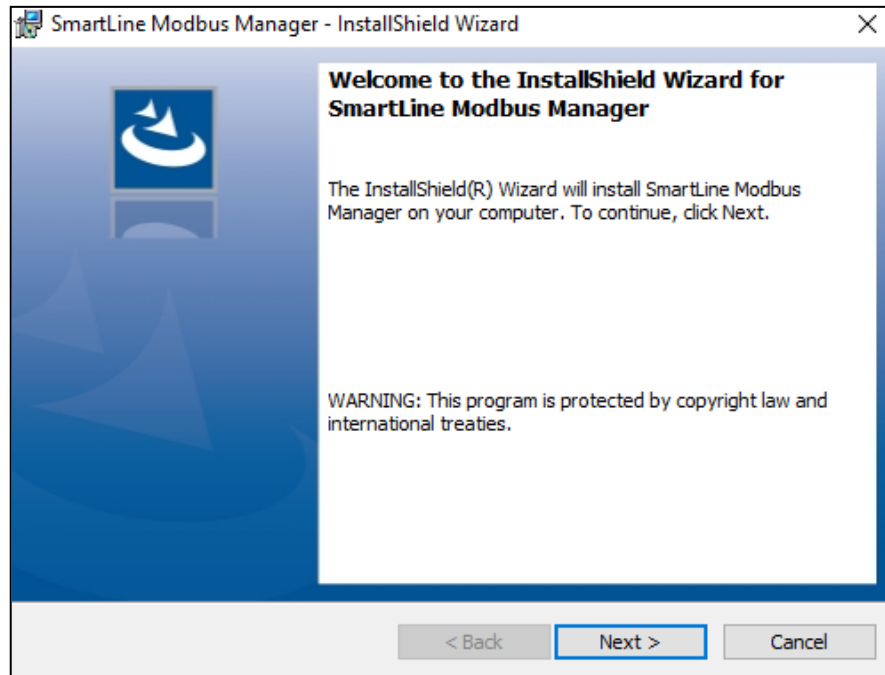 SmartLine Modbus Manager - InstallShield Wizard
Welcome to the InstallShield Wizard for
SmartLine Modbus Manager
The InstallShield(R) Wizard will install SmartLine Modbus
Manager on your computer. To continue, click Next.
WARNING: This program is protected by copyright law and
international treaties.
< Back
Next >
Cancel